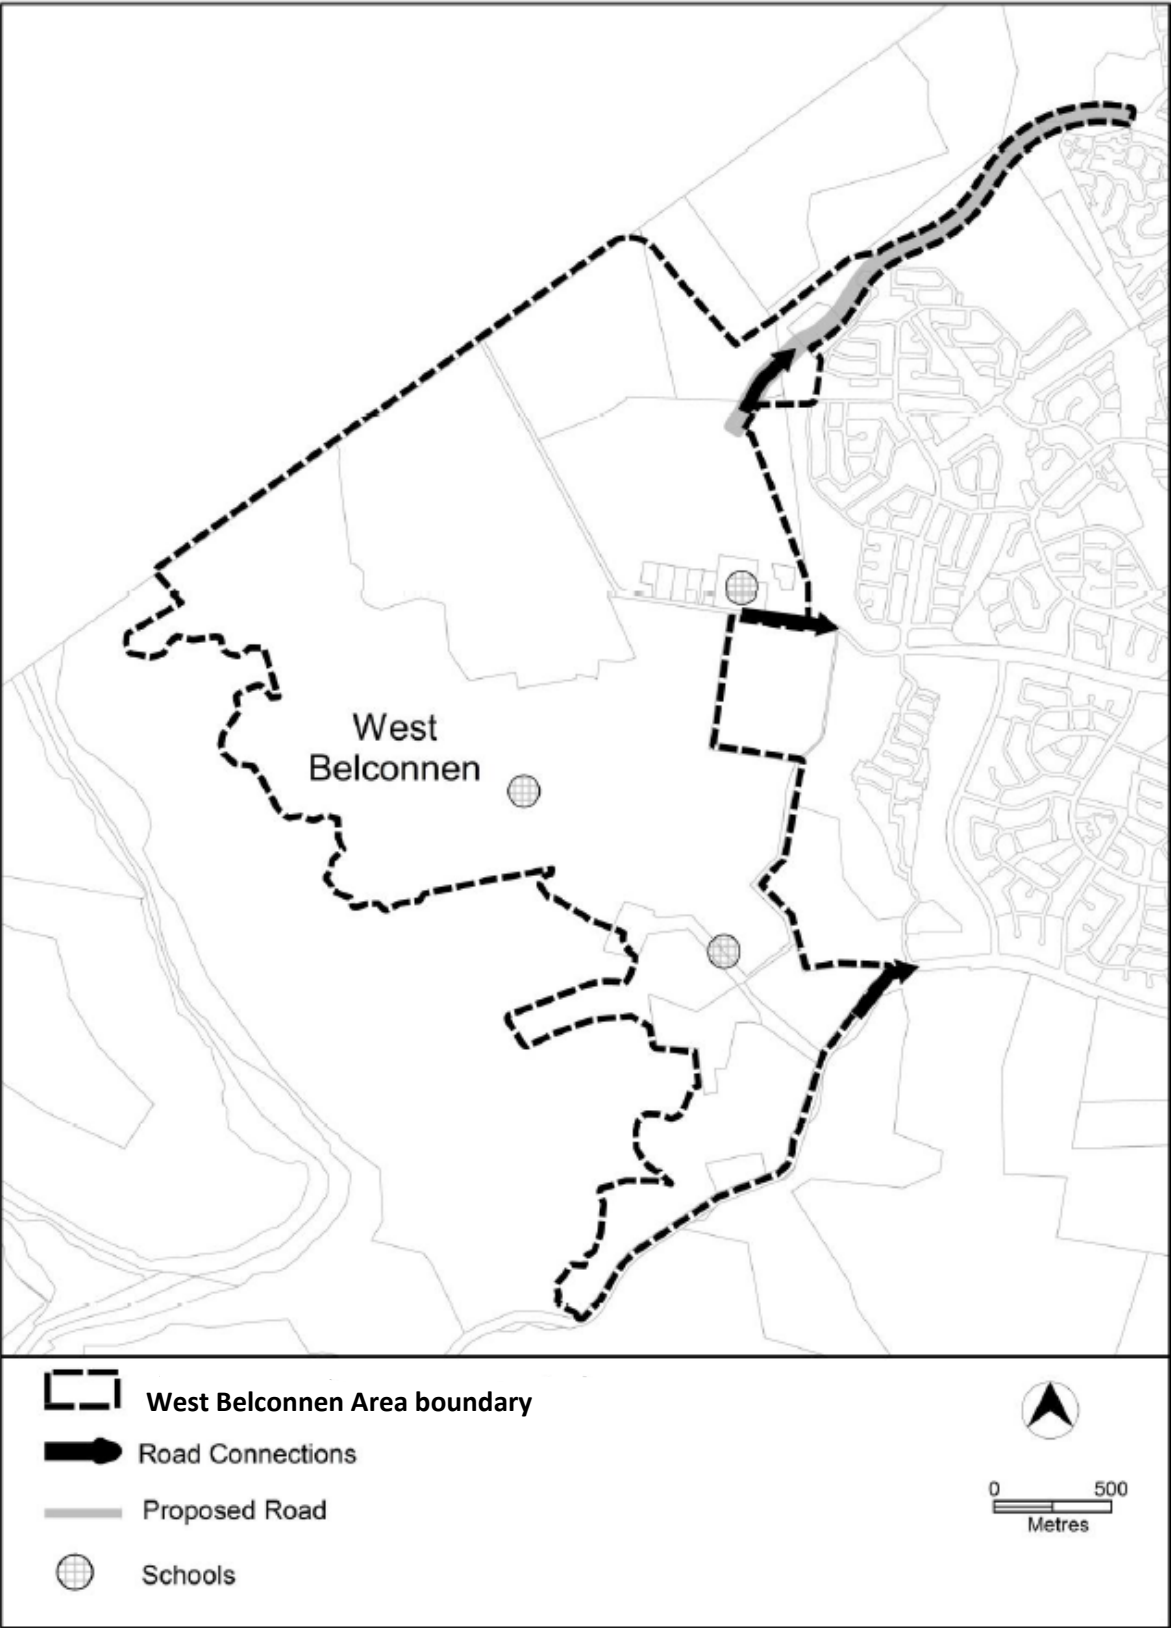 West
Belconnen
West Belconnen Area boundary
Road Connections
Proposed Road
Schools
0 500
Metres